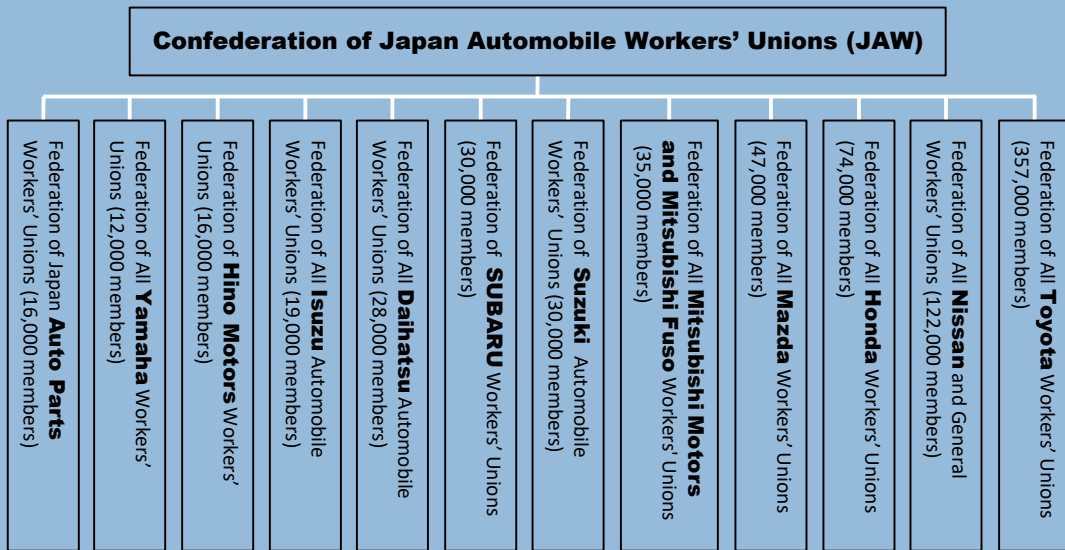 Confederation of Japan Automobile Workers’ Unions (JAW)
Federation of Japan Auto Parts
Workers’ Unions (16,000 members)
Federation of All Yamaha Workers’
Unions (12,000 members)
Federation of Hino Motors Workers’
Unions (16,000 members)
Federation of All Isuzu Automobile
Workers’ Unions (19,000 members)
Federation of All Daihatsu Automobile
Workers’ Unions (28,000 members)
Federation of SUBARU Workers’ Unions
(30,000 members)
Federation of Suzuki Automobile
Workers’ Unions (30,000 members)
Federation of All Mitsubishi Motors
and Mitsubishi Fuso Workers' Unions
(35,000 members)
Federation of All Mazda Workers’ Unions
(47,000 members)
Federation of All Honda Workers’ Unions
(74,000 members)
Federation of All Nissan and General
Workers’ Unions (122,000 members)
Federation of All Toyota Workers’ Unions
(357,000 members)